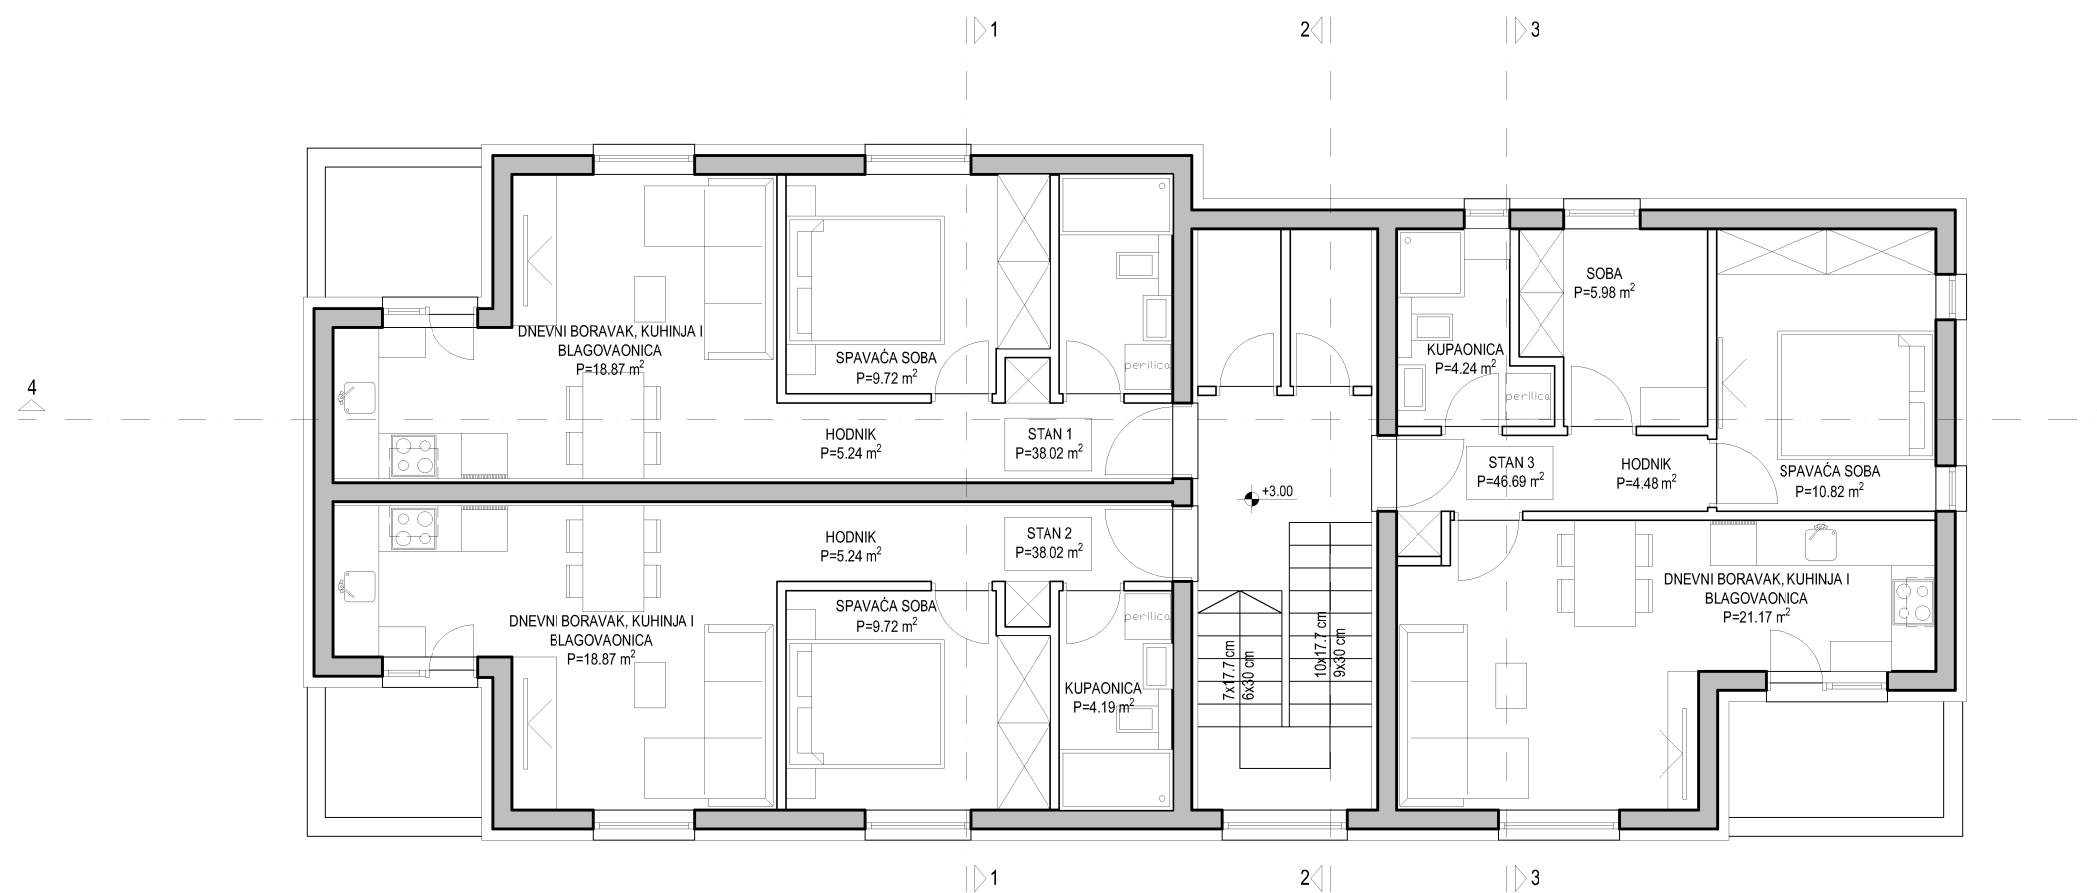 1
2
3
SOBA
P=5.98 m²
DNEVNI BORAVAK, KUHINJA I
BLAGOVAONICA
P=18.87 m²
SPAVAĆA SOBA
P=9.72 m²
perilica
KUPAONICA
P=4.24 m²
perilica
4
HODNIK
P=5.24 m²
STAN 1
P=38.02 m²
STAN 3
P=46.69 m²
HODNIK
P=4.48 m²
SPAVAĆA SOBA
P=10.82 m²
+3.00
HODNIK
P=5.24 m²
STAN 2
P=38.02 m²
DNEVNI BORAVAK, KUHINJA I
BLAGOVAONICA
P=21.17 m²
DNEVNI BORAVAK, KUHINJA I
BLAGOVAONICA
P=18.87 m²
SPAVAĆA SOBA
P=9.72 m²
perilica
KUPAONICA
P=4.19 m²
7x17.7 cm
6x30 cm
10x17.7 cm
9x30 cm
1
2
3